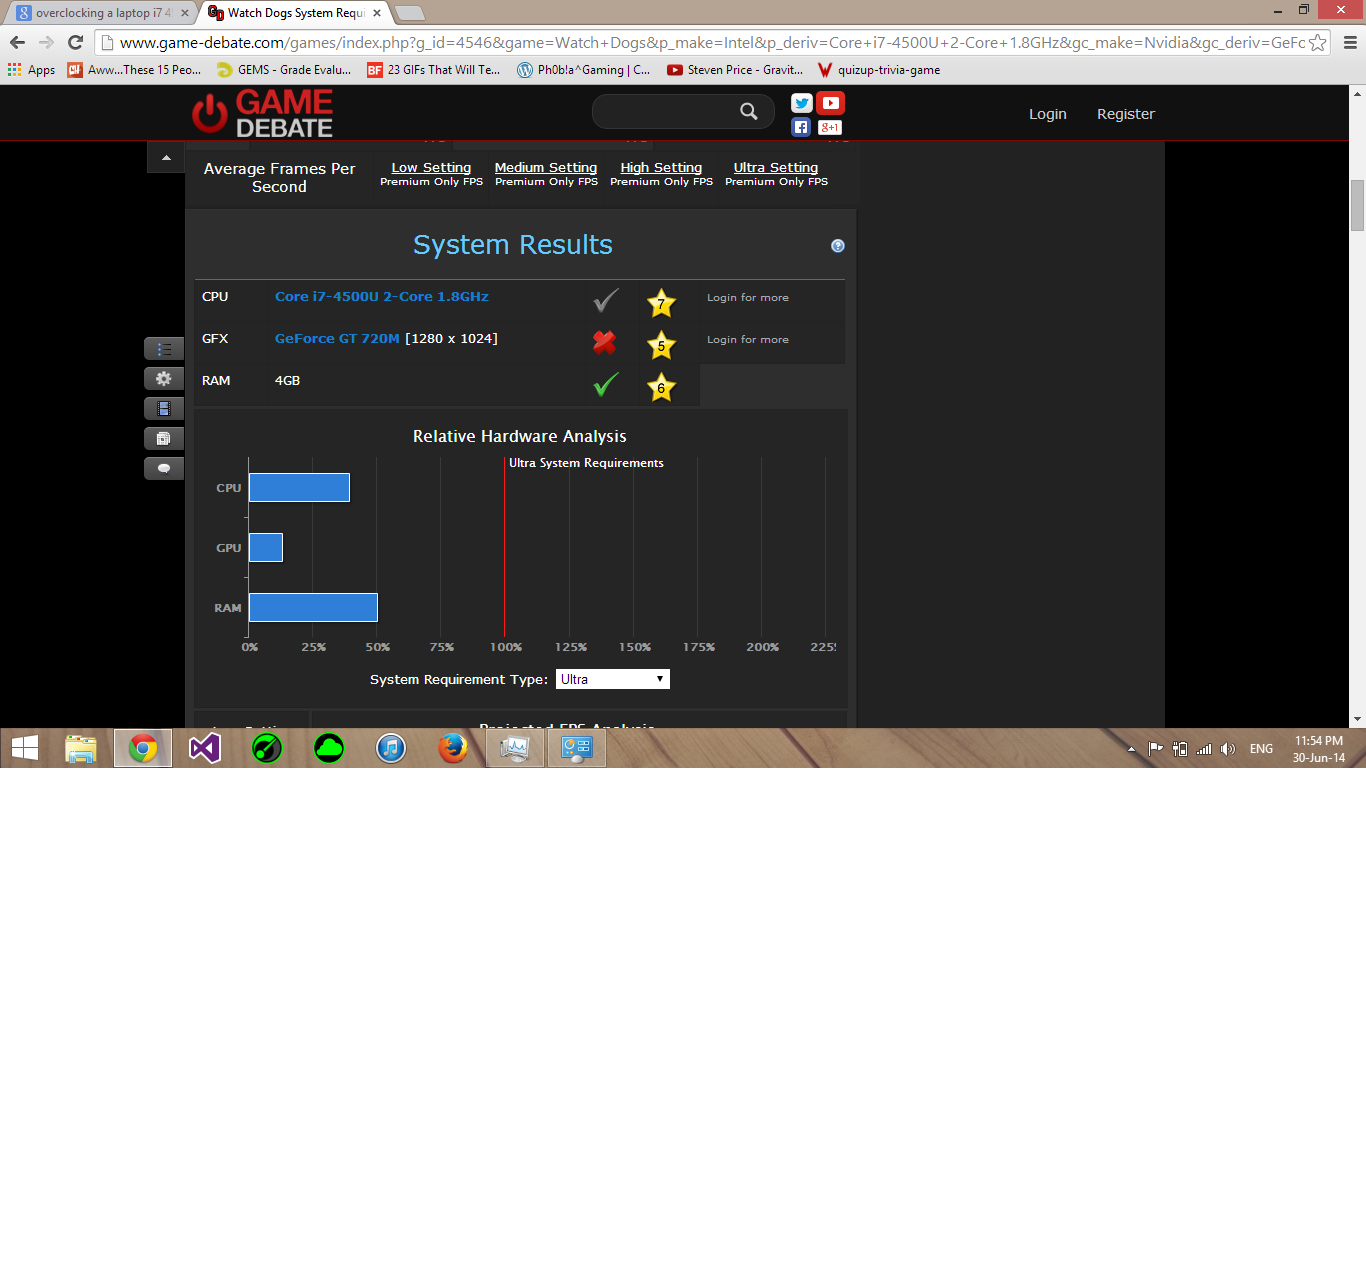 overclocking a laptop i7 4
Watch Dogs System Requi
www.game-debate.com/games/index.php?g_id=4546&game=Watch+Dogs&p_make=Intel&p_deriv=Core+i7-4500U+2-Core+1.8GHz&gc_make=Nvidia&gc_deriv=GeFo
Apps
Aww...These 15 Peo...
GEMS - Grade Evalu...
BF 23 GIFs That Will Te...
Ph0b!a^Gaming | C...
Steven Price - Gravit...
quizup-trivia-game
GAME
DEBATE
g+1
Login
Register
Average Frames Per
Second
Low Setting
Premium Only FPS
Medium Setting
Premium Only FPS
High Setting
Premium Only FPS
Ultra Setting
Premium Only FPS
System Results
CPU Core i7-4500U 2-Core 1.8GHz 7 Login for more
GFX GeForce GT 720M [1280 x 1024] 5 Login for more
RAM 4GB 6
Relative Hardware Analysis
Ultra System Requirements
CPU
GPU
RAM
0% 25% 50% 75% 100% 125% 150% 175% 200% 225%
System Requirement Type: Ultra
Projected FPS Analysis
ENG
11:54 PM
30-Jun-14